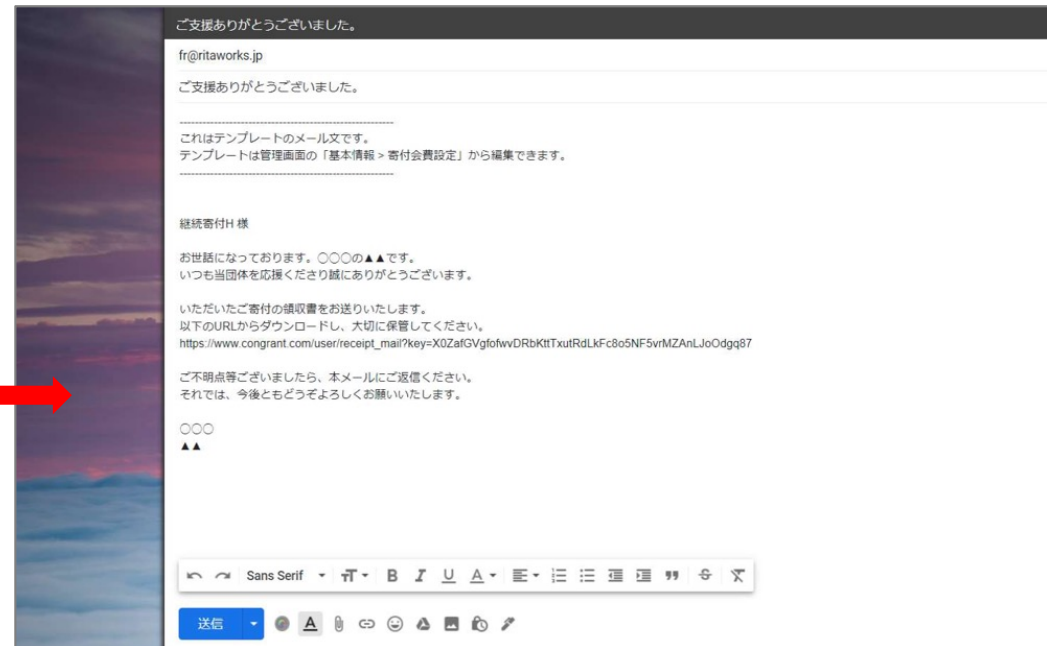 ご支援ありがとうございました。
fr@ritaworks.jp
ご支援ありがとうございました。
--------------------------------------------------------
これはテンプレートのメール文です。
テンプレートは管理画面の「基本情報 > 寄付会費設定」から編集できます。
--------------------------------------------------------
継続寄付H 様
お世話になっております。〇〇〇の▲▲です。
いつも当団体を応援くださり誠にありがとうございます。
いただいたご寄付の領収書をお送りいたします。
以下のURLからダウンロードし、大切に保管してください。
https://www.congrant.com/user/receipt_mail?key=X0ZafGVgfofwvDRbKttTxutRdLkFc8o5NF5vrMZAnLJoOdgq87
ご不明点等ございましたら、本メールにご返信ください。
それでは、今後ともどうぞよろしくお願いいたします。
〇〇〇
▲▲
Sans Serif
送信